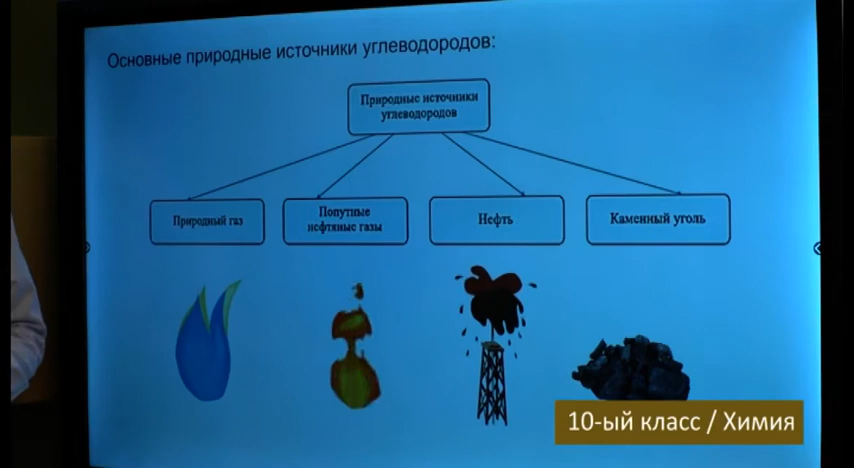 Основные природные источники углеводородов:
Природные источники
углеводородов
Природный газ
Попутные
нефтяные газы
Нефть
Каменный уголь
10-ый класс / Химия